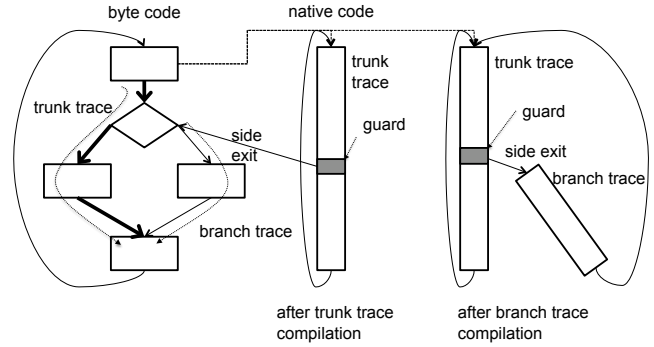 byte code
native code
trunk trace
side
exit
branch trace
trunk
trace
guard
after trunk trace
compilation
trunk trace
guard
side exit
branch trace
after branch trace
compilation